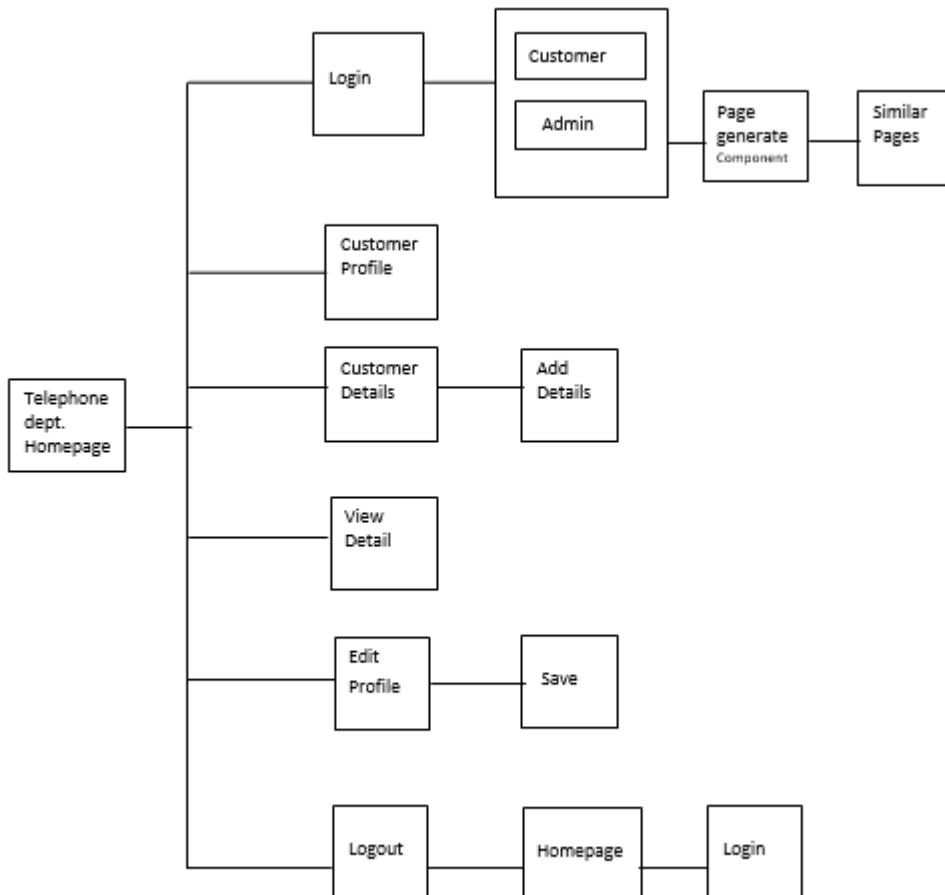 Login
Customer
Admin
Page
generate
Component
Similar
Pages
Customer
Profile
Customer
Details
Add
Details
Telephone
dept.
Homepage
View
Detail
Edit
Profile
Save
Logout
Homepage
Login